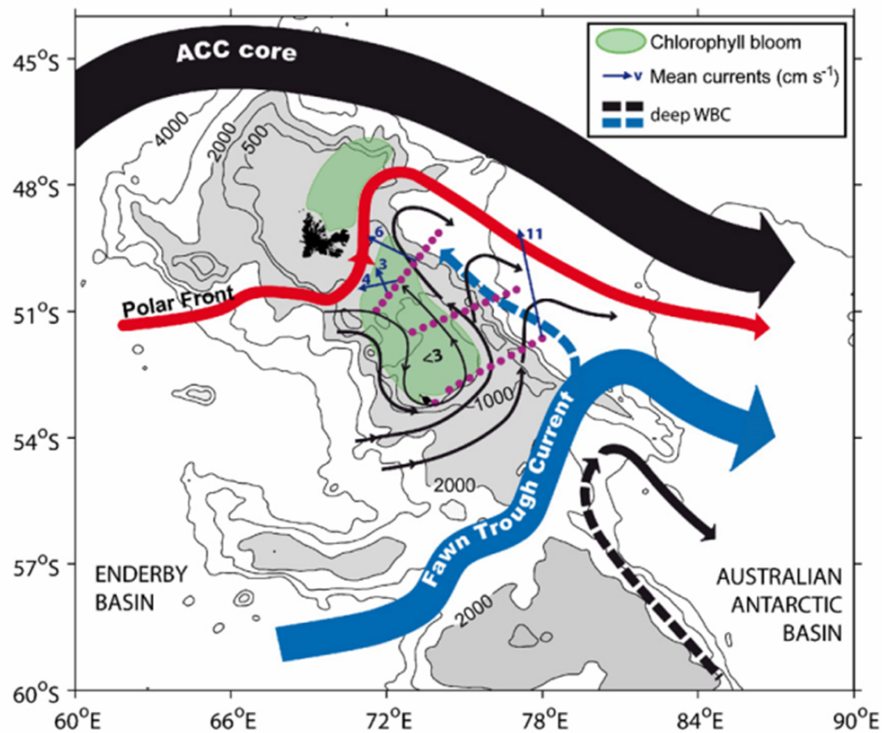 ACC core
Chlorophyll bloom
v Mean currents (cm s-1)
deep WBC
45°S
48°S
51°S
54°S
57°S
60°S
4000
2000
500
Polar Front
6
3
4
11
<3
1000
2000
Fawn Trough Current
2000
ENDERBY
BASIN
AUSTRALIAN
ANTARCTIC
BASIN
60°E
66°E
72°E
78°E
84°E
90°E